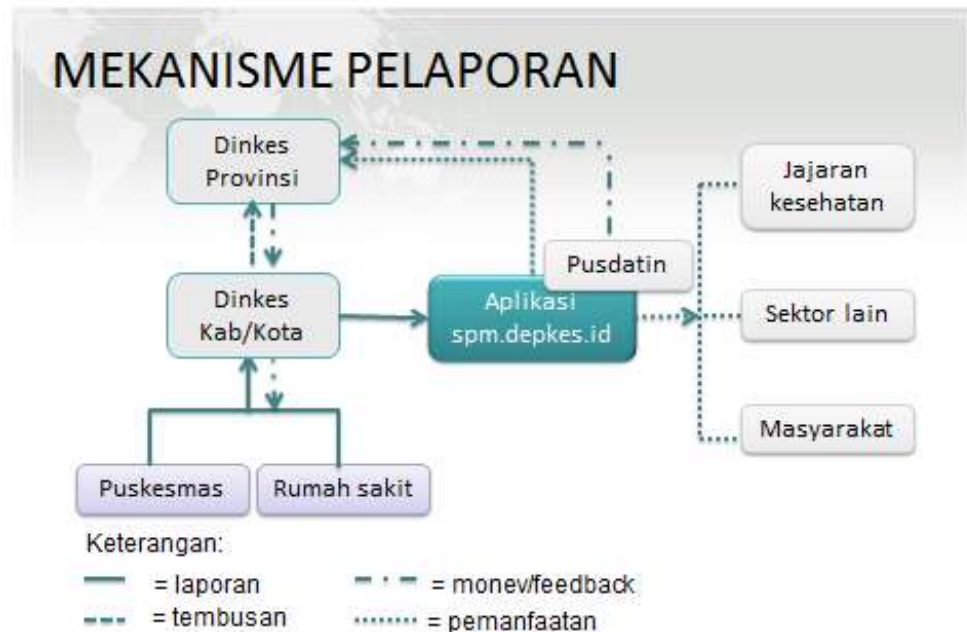 MEKANISME PELAPORAN
Dinkes
Provinsi
Jajaran
kesehatan
Pusdatin
Dinkes
Kab/Kota
Aplikasi
spm.depkes.id
Sektor lain
Masyarakat
Puskesmas
Rumah sakit
Keterangan:
= laporan
= monev/feedback
= tembusan
= pemanfaatan